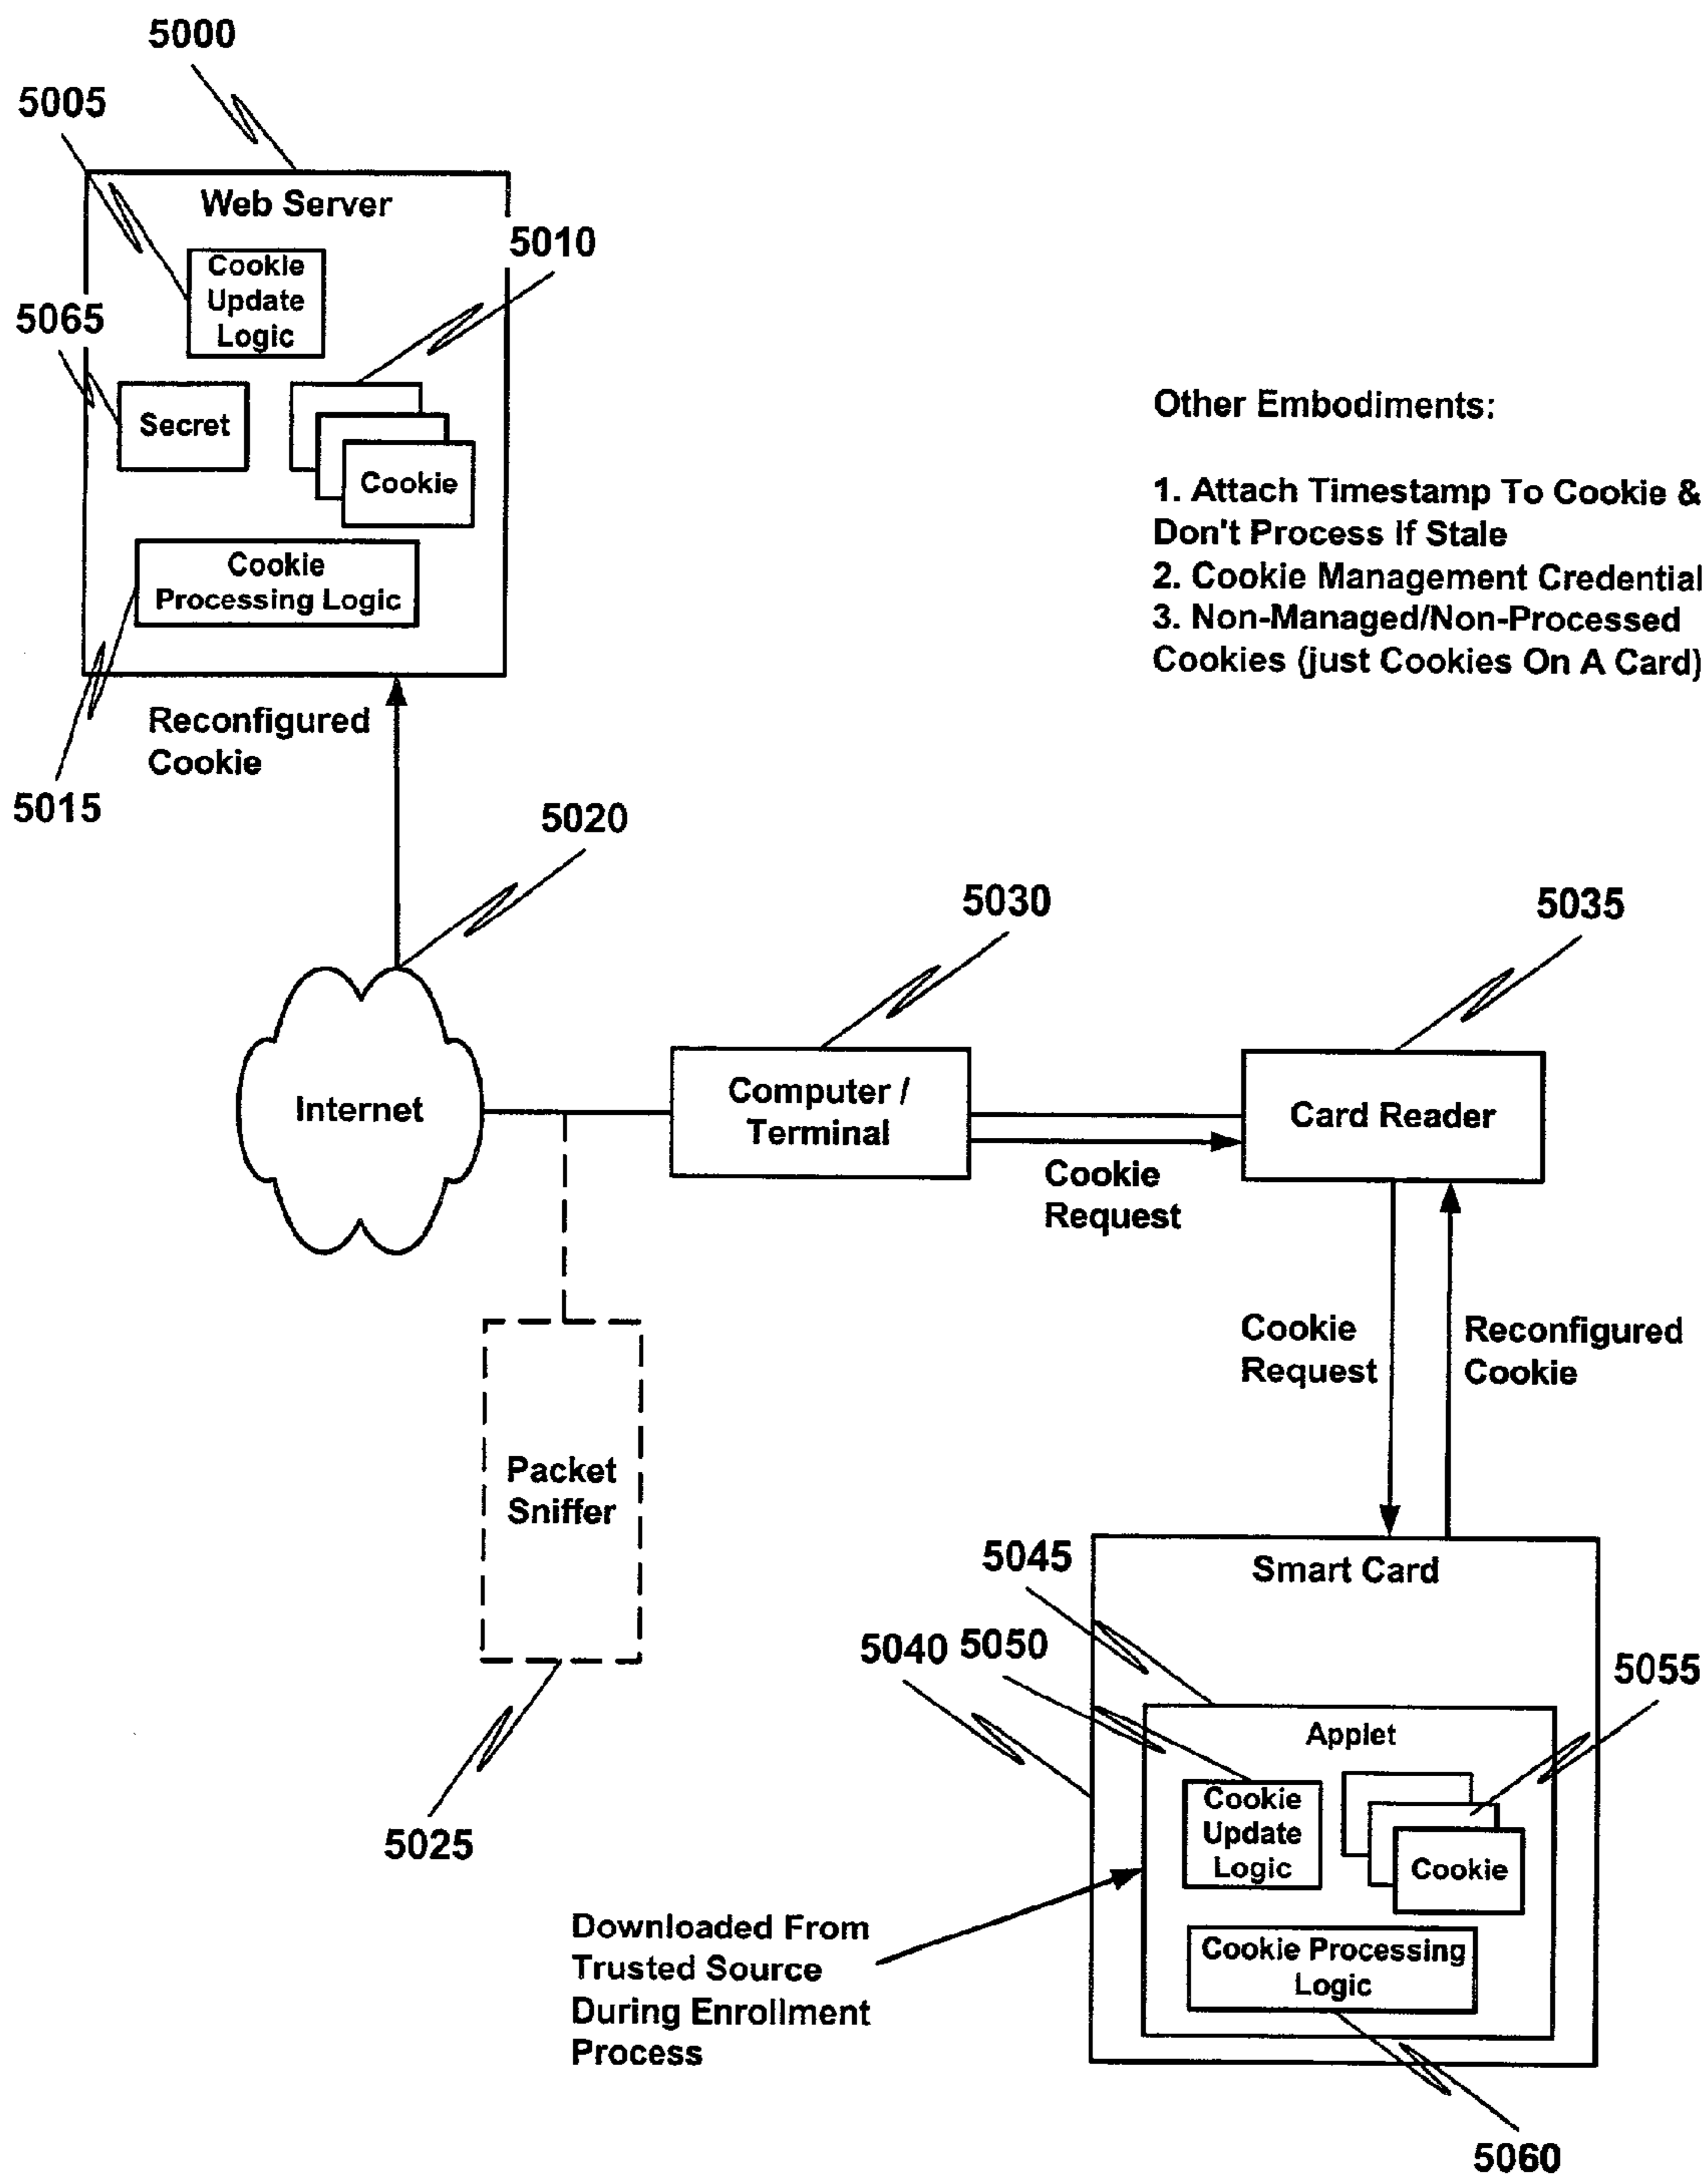 5000
5005
Web Server
5010
Cookie
Update
Logic
5065
Secret
Cookie
Cookie
Processing Logic
Other Embodiments:
1. Attach Timestamp To Cookie &
Don't Process If Stale
2. Cookie Management Credential
3. Non-Managed/Non-Processed
Cookies (just Cookies On A Card)
Reconfigured
Cookie
5015
5020
5030
5035
Internet
Computer /
Terminal
Card Reader
Cookie
Request
Cookie
Request
Reconfigured
Cookie
Packet
Sniffer
5025
5045
Smart Card
5040 5050
5055
Applet
Cookie
Update
Logic
Cookie
Cookie Processing
Logic
Downloaded From
Trusted Source
During Enrollment
Process
5060